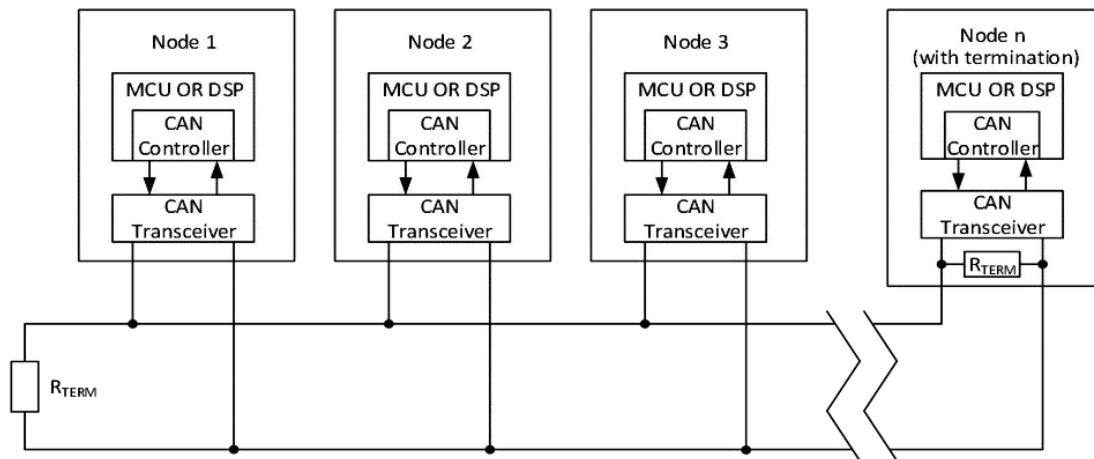 Node 1
MCU OR DSP
CAN
Controller
CAN
Transceiver
Node 2
MCU OR DSP
CAN
Controller
CAN
Transceiver
Node 3
MCU OR DSP
CAN
Controller
CAN
Transceiver
Node n
(with termination)
MCU OR DSP
CAN
Controller
CAN
Transceiver
RTERM
RTERM